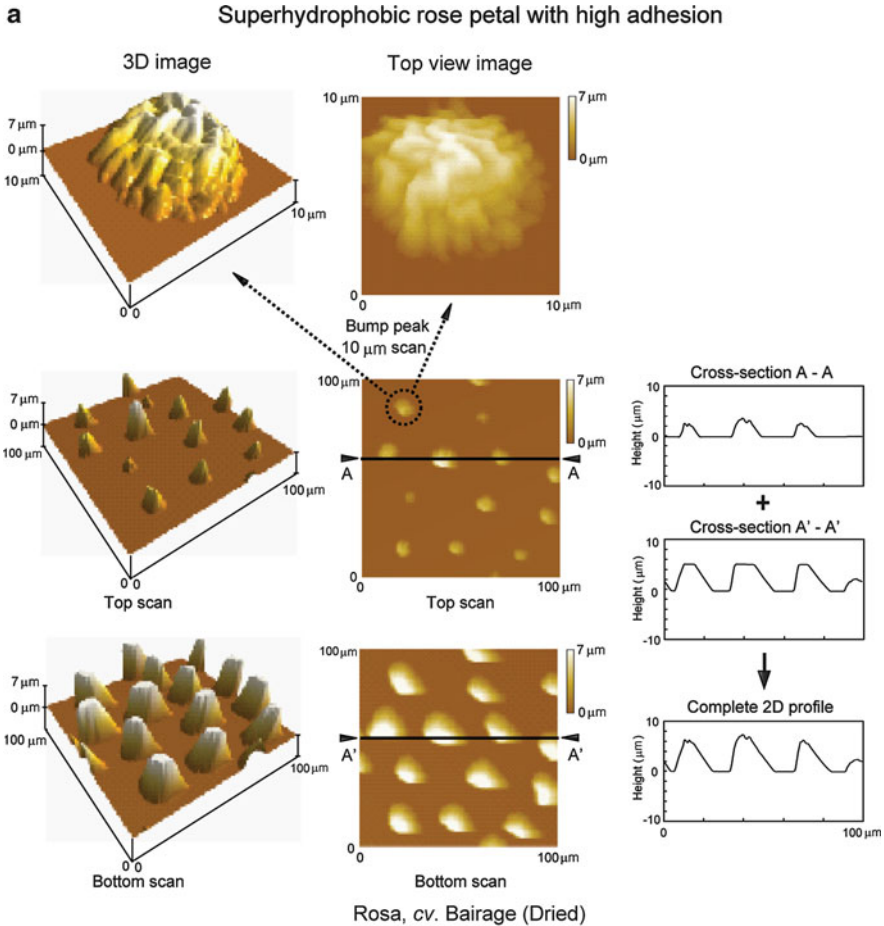 a Superhydrophobic rose petal with high adhesion
3D image
Top view image
7 μm
0 μm
10 μm
10 μm
0 0
10 μm
0
0
10 μm
7 μm
0 μm
Bump peak
10 μm scan
7 μm
0 μm
100 μm
100 μm
0 0
Top scan
100 μm
A
A
0
0
100 μm
Top scan
7 μm
0 μm
Cross-section A - A
Height (μm)
10
0
-10
+
Cross-section A' - A'
Height (μm)
10
0
-10
7 μm
0 μm
100 μm
100 μm
0 0
Bottom scan
100 μm
A'
A'
0
0
100 μm
Bottom scan
7 μm
0 μm
Complete 2D profile
Height (μm)
10
0
-10
0
100 μm
Rosa, cv. Bairage (Dried)